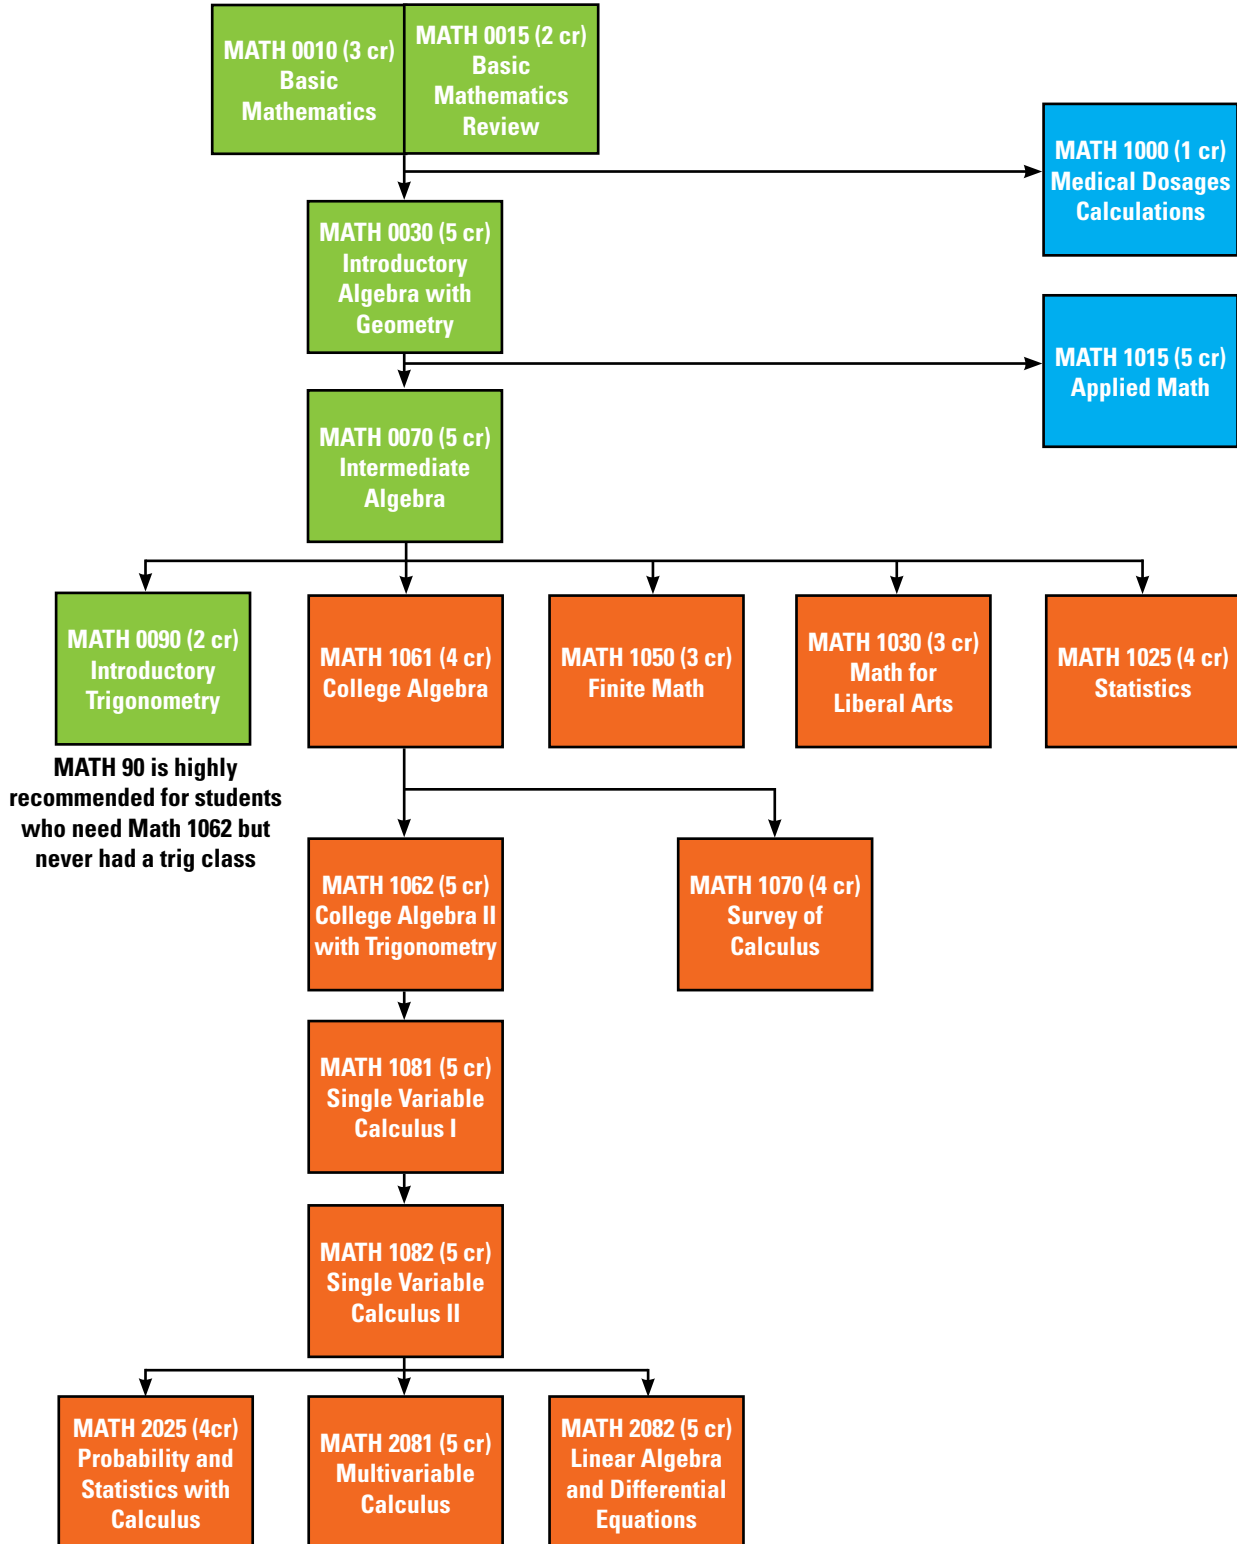 MATH 0010 (3 cr)
Basic
Mathematics
MATH 0015 (2 cr)
Basic
Mathematics
Review
MATH 1000 (1 cr)
Medical Dosages
Calculations
MATH 0030 (5 cr)
Introductory
Algebra with
Geometry
MATH 1015 (5 cr)
Applied Math
MATH 0070 (5 cr)
Intermediate
Algebra
MATH 0090 (2 cr)
Introductory
Trigonometry
MATH 1061 (4 cr)
College Algebra
MATH 1050 (3 cr)
Finite Math
MATH 1030 (3 cr)
Math for
Liberal Arts
MATH 1025 (4 cr)
Statistics
MATH 90 is highly
recommended for students
who need Math 1062 but
never had a trig class
MATH 1062 (5 cr)
College Algebra II
with Trigonometry
MATH 1070 (4 cr)
Survey of
Calculus
MATH 1081 (5 cr)
Single Variable
Calculus I
MATH 1082 (5 cr)
Single Variable
Calculus II
MATH 2025 (4cr)
Probability and
Statistics with
Calculus
MATH 2081 (5 cr)
Multivariable
Calculus
MATH 2082 (5 cr)
Linear Algebra
and Differential
Equations